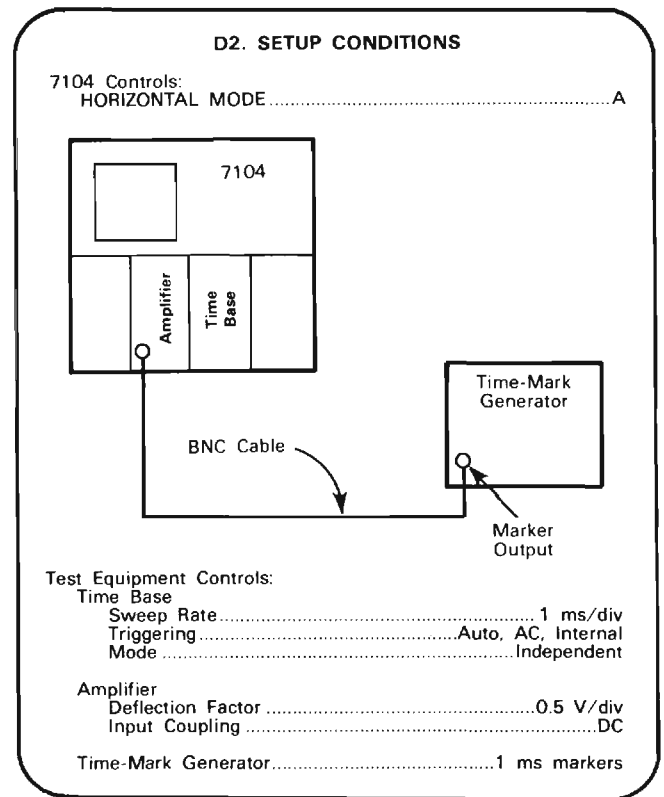 D2. SETUP CONDITIONS
7104 Controls:
HORIZONTAL MODE........................................................A
7104
Amplifier
Time
Base
Time-Mark
Generator
BNC Cable
Marker
Output
Test Equipment Controls:
Time Base
Sweep Rate.................................................1 ms/div
Triggering........................................Auto, AC, Internal
Mode.....................................................Independent
Amplifier
Deflection Factor..........................................0.5 V/div
Input Coupling......................................................DC
Time-Mark Generator...................................1 ms markers